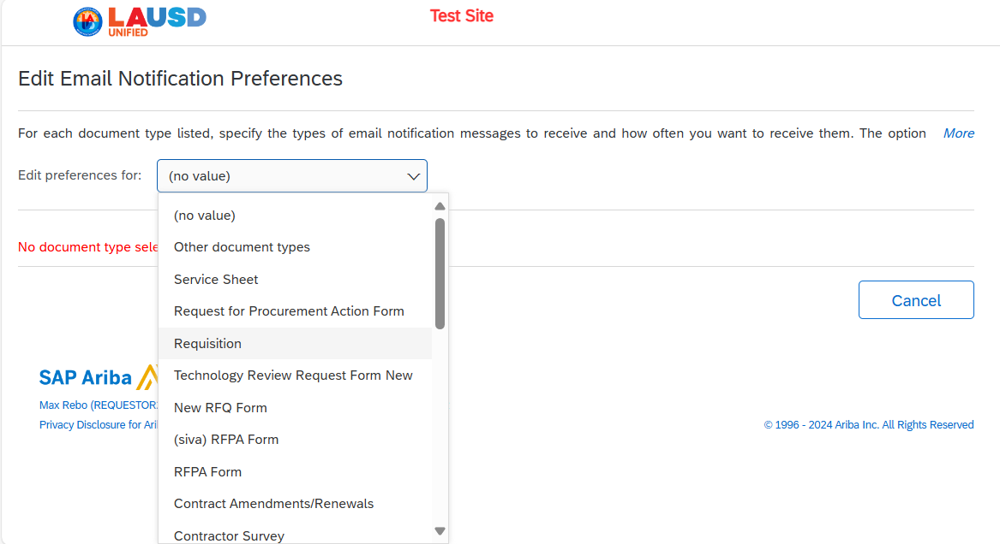 LAUSD
UNIFIED
Test Site
Edit Email Notification Preferences
For each document type listed, specify the types of email notification messages to receive and how often you want to receive them. The option More
Edit preferences for: (no value)
(no value)
No document type sele
Other document types
Service Sheet
Request for Procurement Action Form
Cancel
Requisition
SAP Ariba
Technology Review Request Form New
Max Rebo (REQUESTOR
New RFQ Form
Privacy Disclosure for Ari
© 1996 - 2024 Ariba Inc. All Rights Reserved
(siva) RFPA Form
RFPA Form
Contract Amendments/Renewals
Contractor Survey